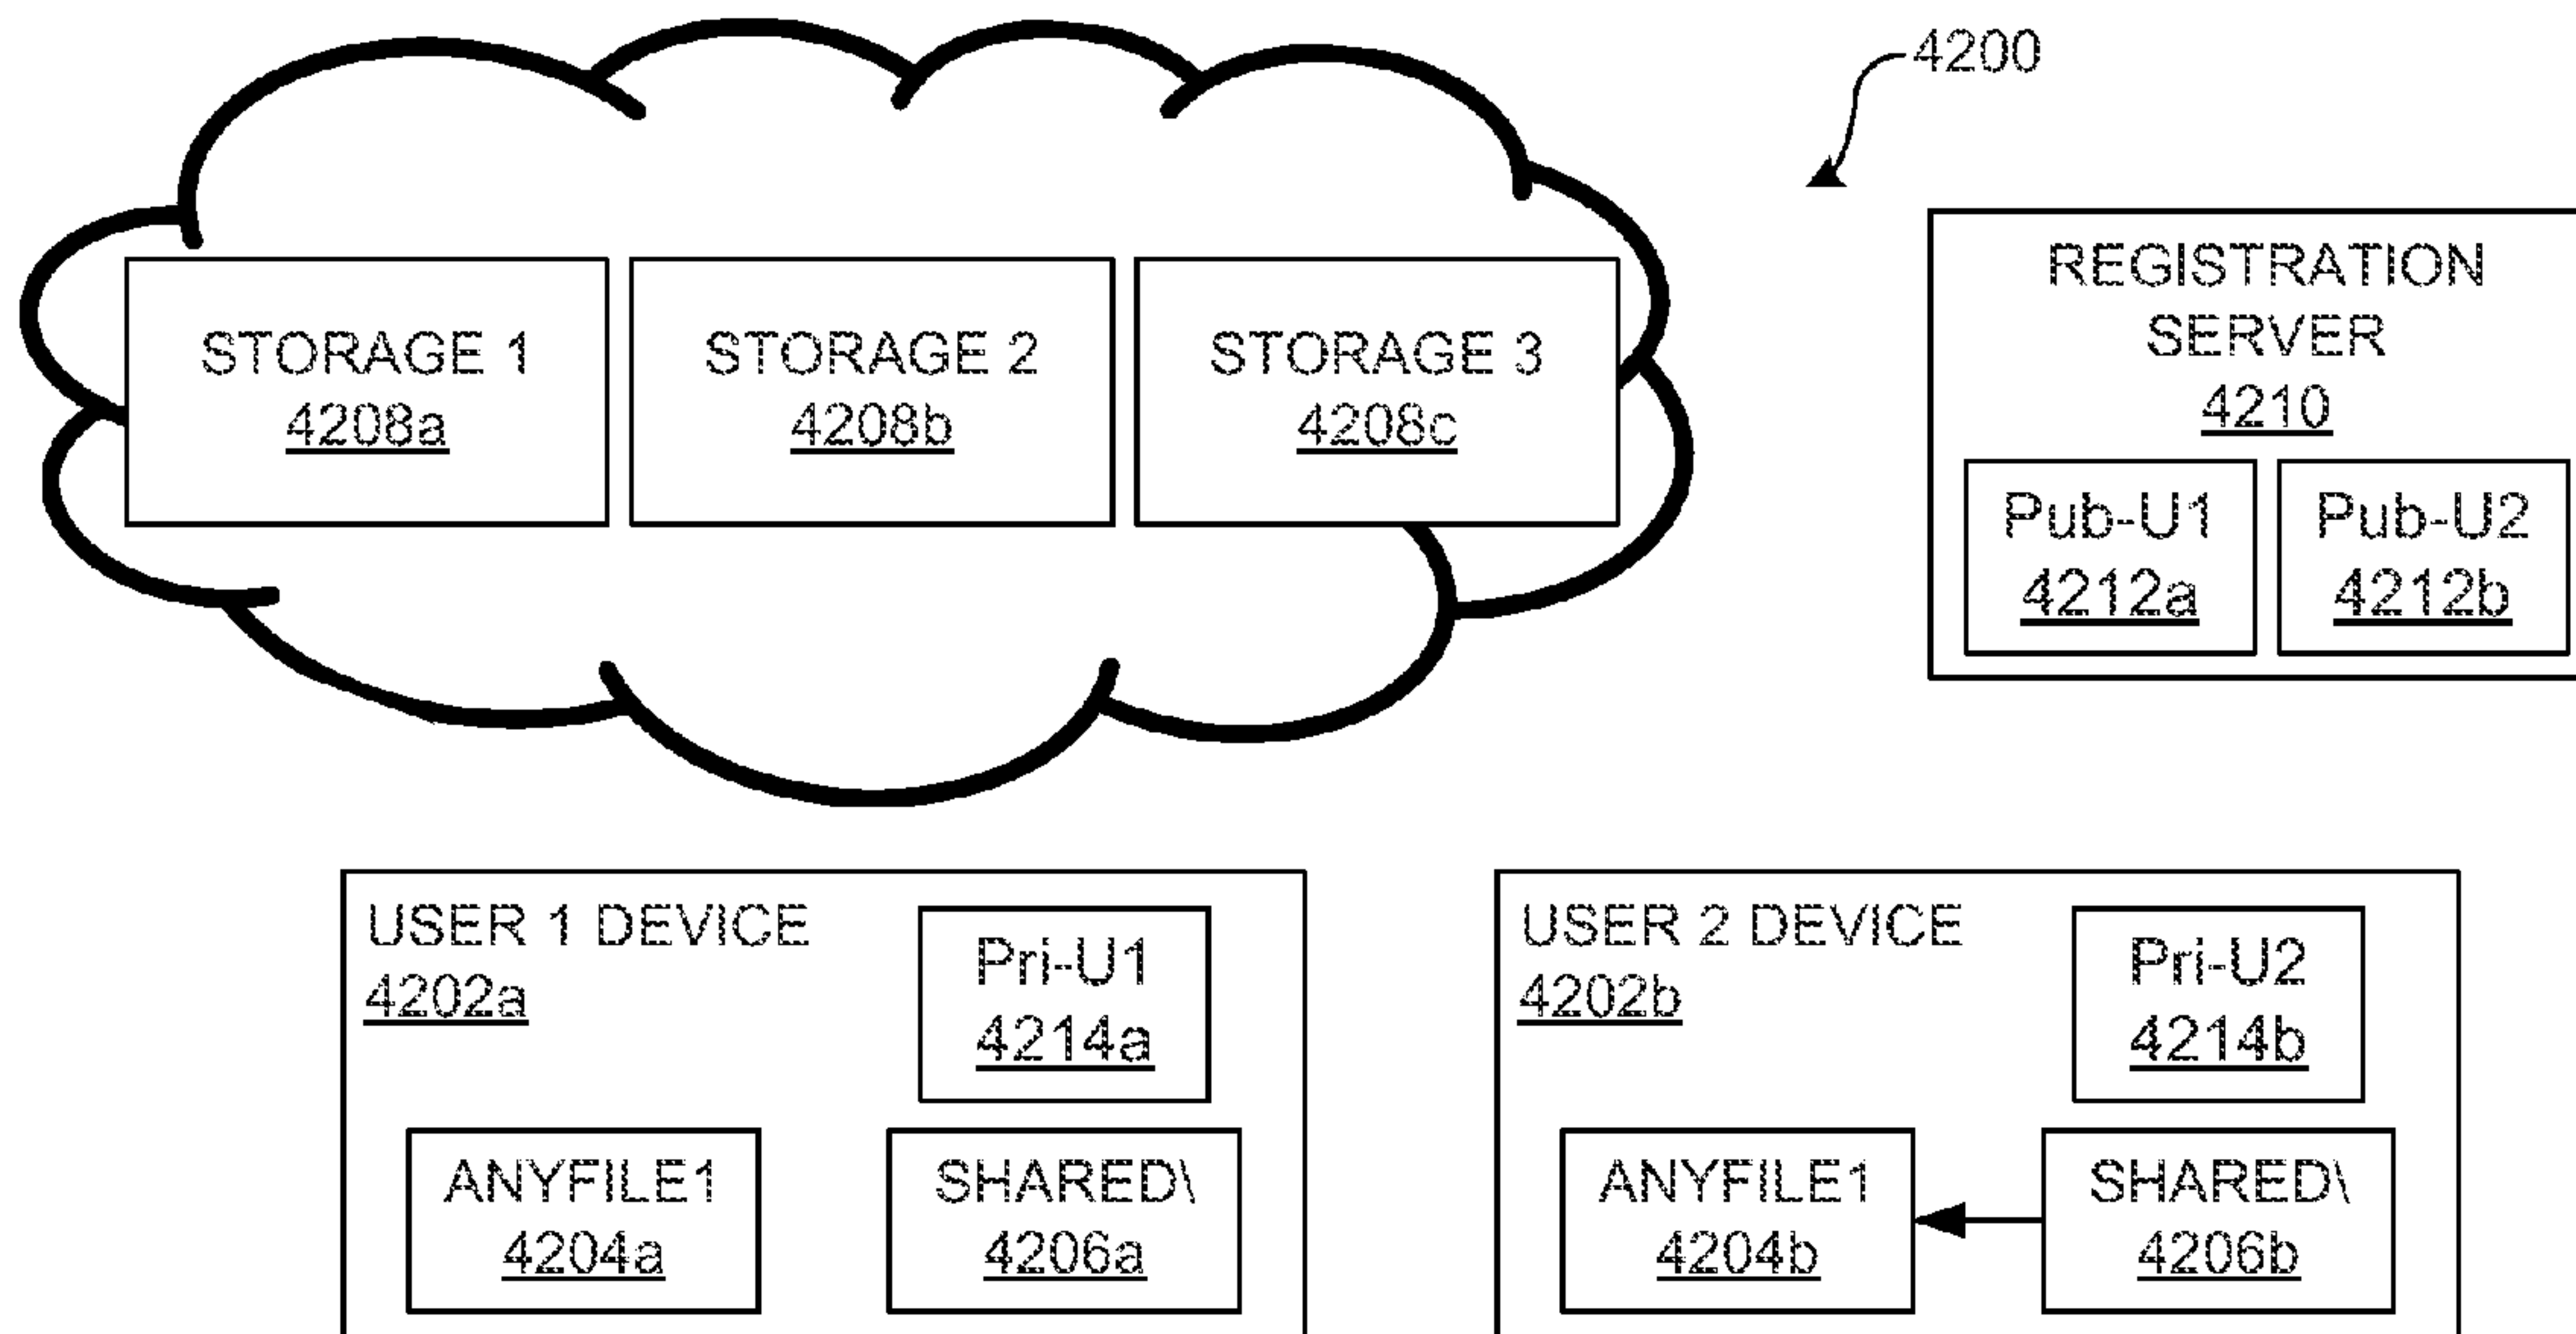 4200
STORAGE 1
4208a
STORAGE 2
4208b
STORAGE 3
4208c
REGISTRATION
SERVER
4210
Pub-U1
4212a
Pub-U2
4212b
USER 1 DEVICE
4202a
Pri-U1
4214a
ANYFILE1
4204a
SHARED\
4206a
USER 2 DEVICE
4202b
Pri-U2
4214b
ANYFILE1
4204b
SHARED\
4206b